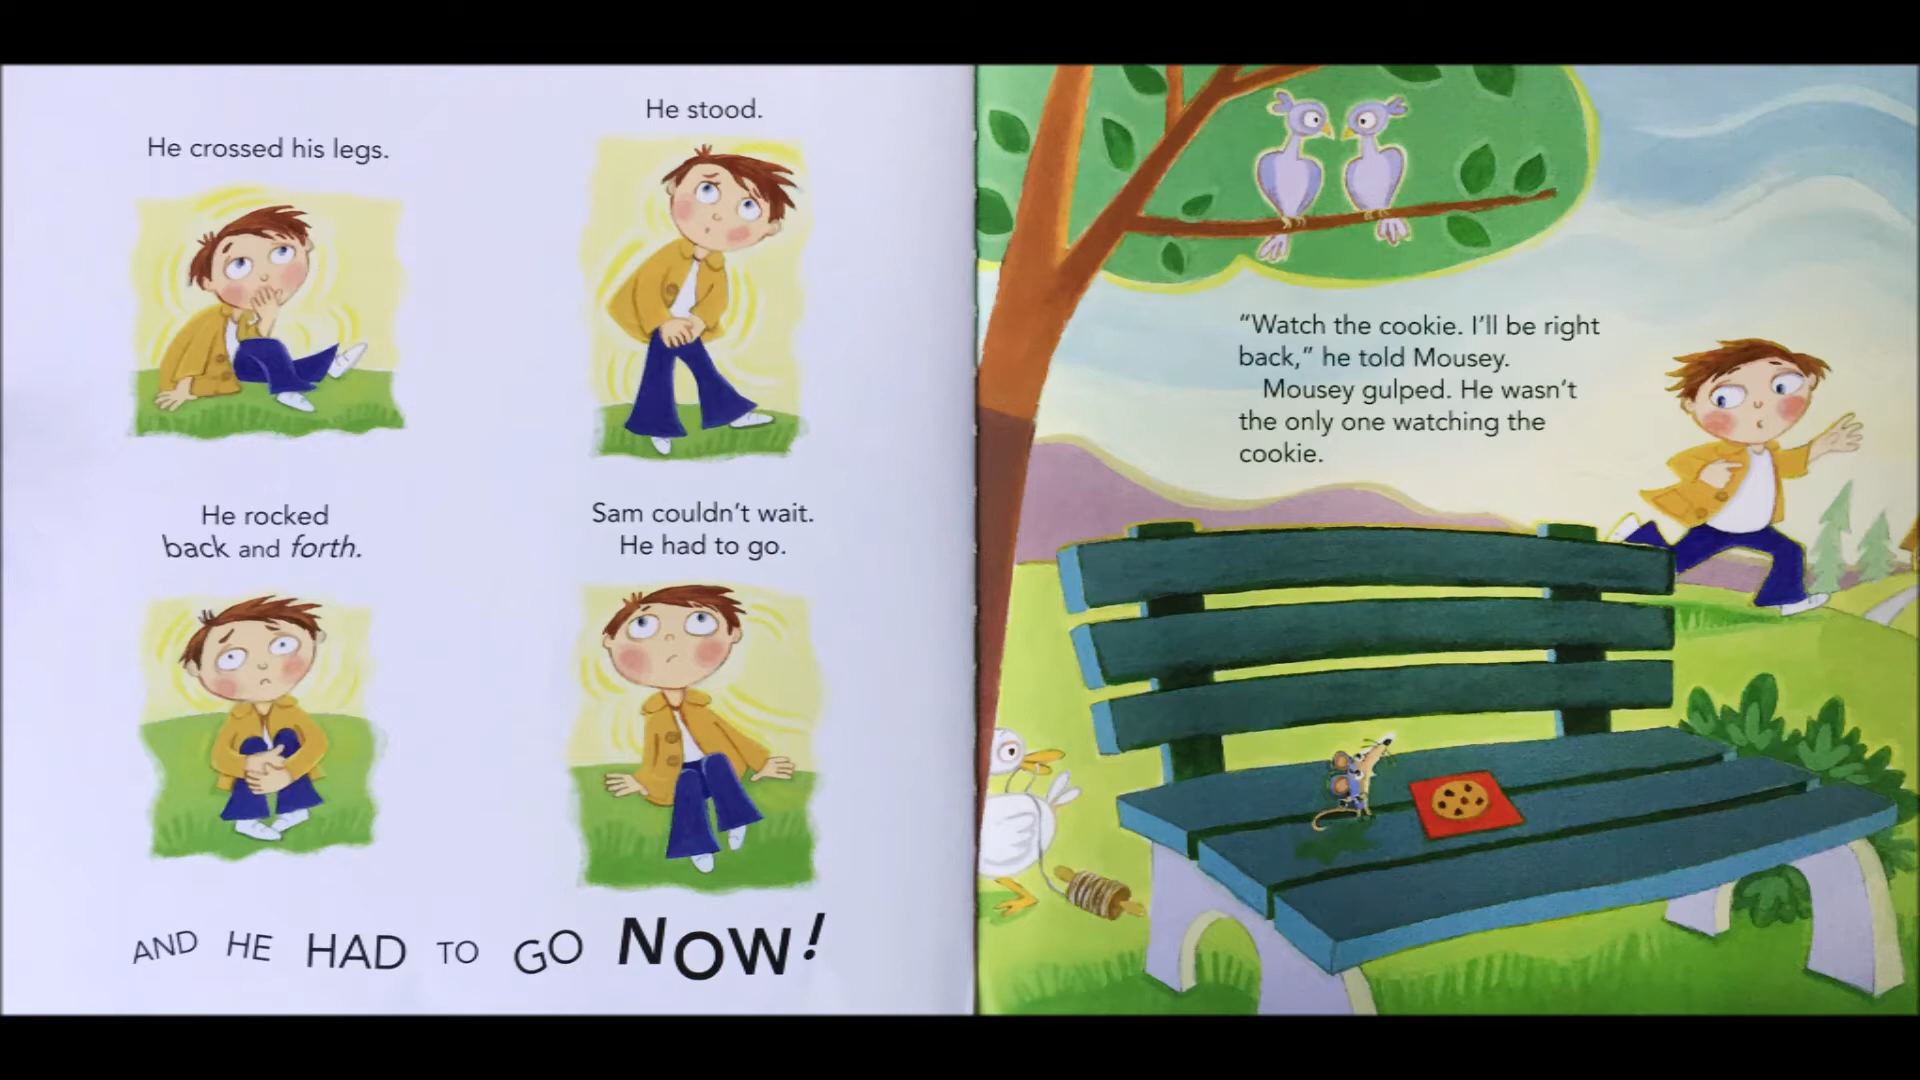 He crossed his legs.
He stood.
He rocked
back and forth.
Sam couldn't wait.
He had to go.
AND HE HAD TO GO NOW!
“Watch the cookie. I'll be right
back,” he told Mousey.
Mousey gulped. He wasn't
the only one watching the
cookie.